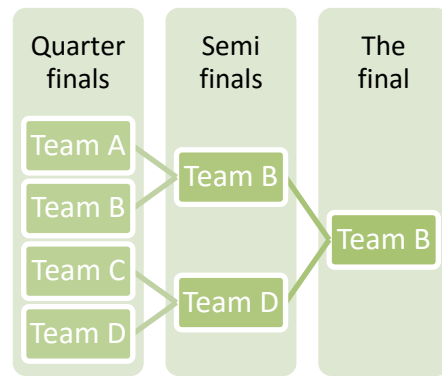 Quarter
finals
Semi
finals
The
final
Team A
Team B
Team C
Team D
Team B
Team D
Team B